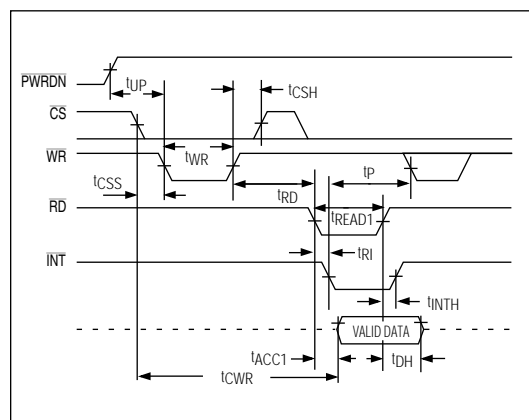 PWRDN
tUP
tCSH
CS
tWR
WR
tCSS
tRD
tP
RD
tREAD1
tRI
INT
tINTH
VALID DATA
tACC1
tDH
tCWR